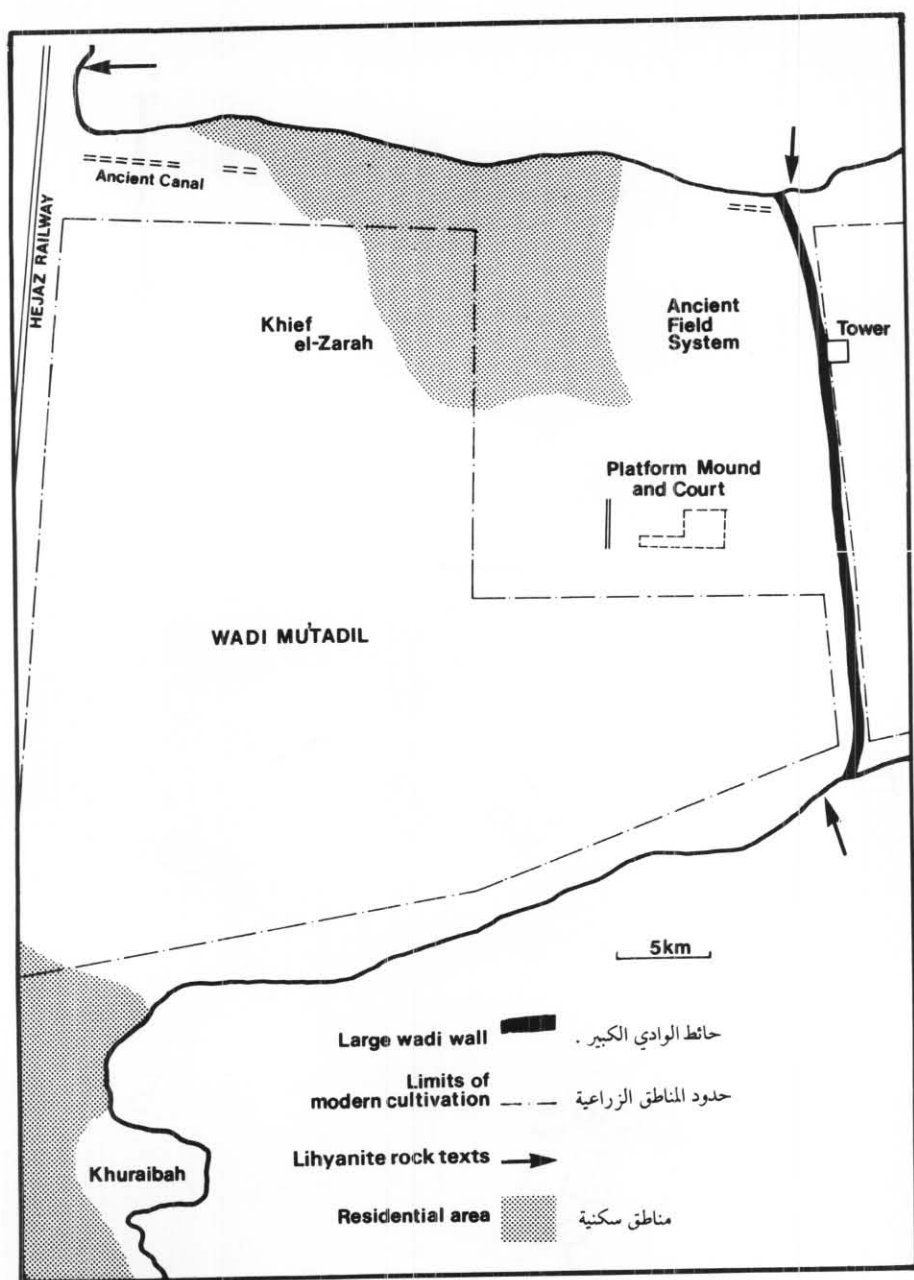 HEJAZ RAILWAY
Ancient Canal
Khief
el-Zarah
Ancient
Field
System
Tower
Platform Mound
and Court
WADI MU'TADIL
5km
Large wadi wall حائط الوادي الكبير .
Limits of
modern cultivation حدود المناطق الزراعية
Lihyanite rock texts
Khuraibah
Residential area مناطق سكنية